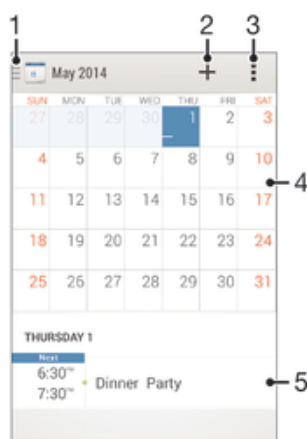 1
2
3
May 2014
SUN MON TUE WED THU FRI SAT
27 28 29 30 1 2 3
4 5 6 7 8 9 10
4
11 12 13 14 15 16 17
18 19 20 21 22 23 24
25 26 27 28 29 30 31
THURSDAY 1
Next
6:30PM
Dinner Party
7:30PM
5